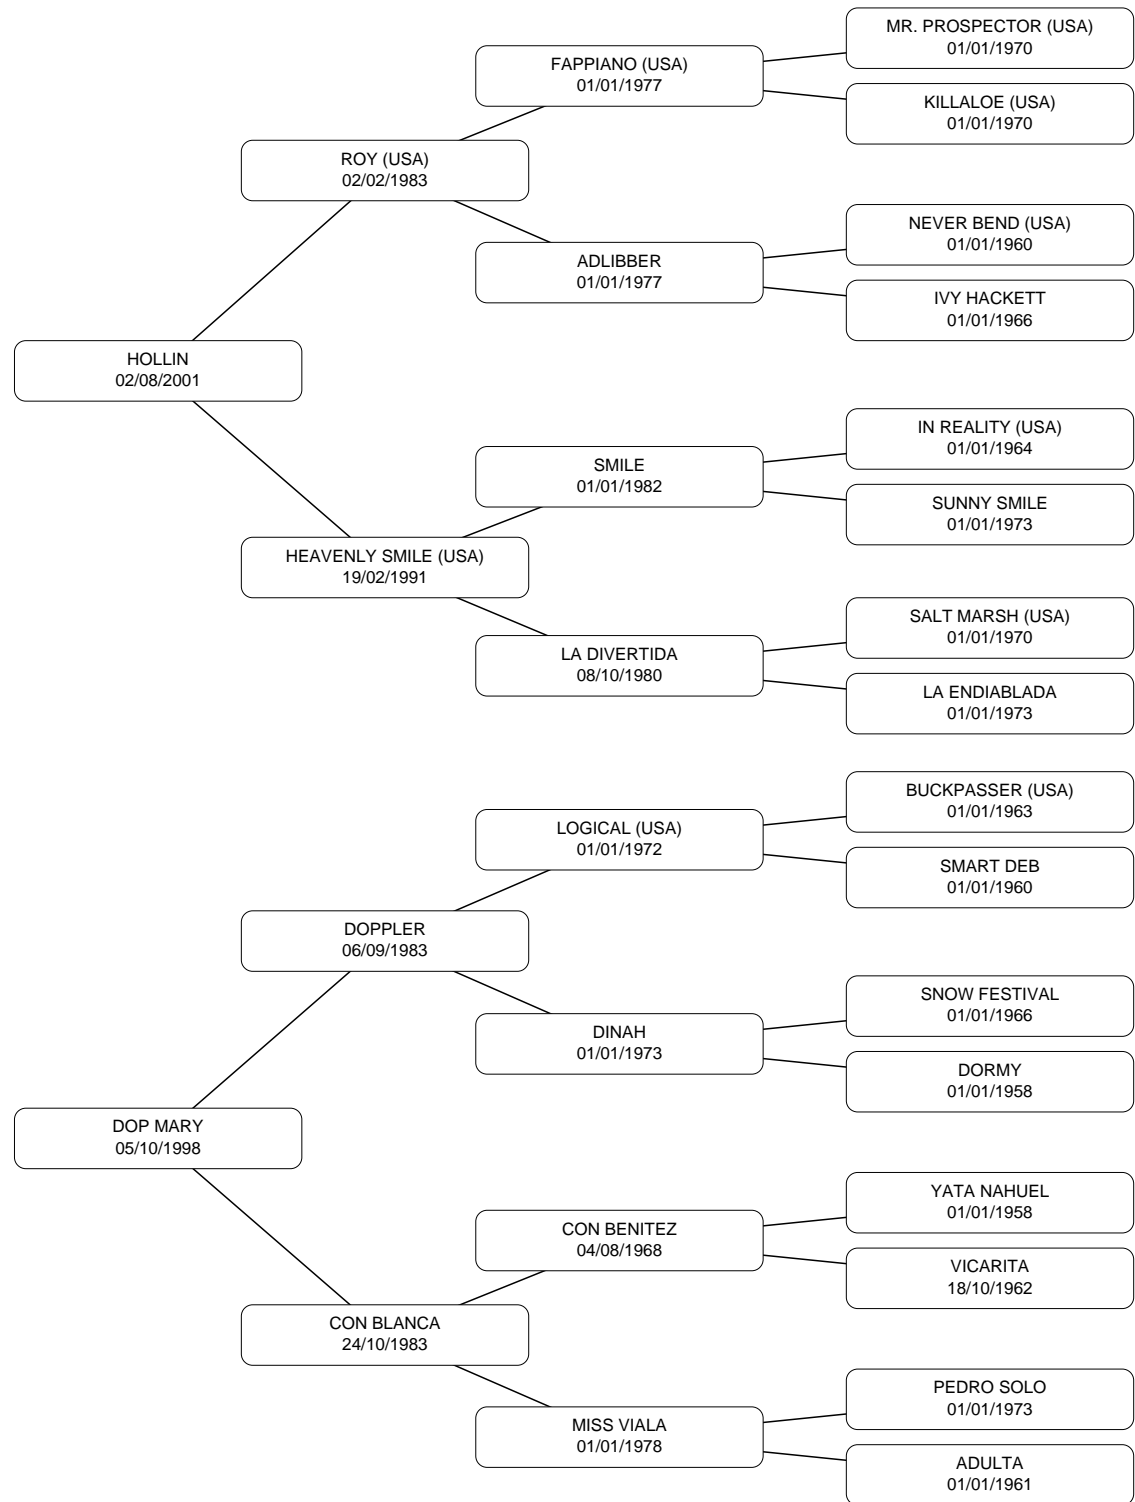 MR. PROSPECTOR (USA)
01/01/1970
FAPPIANO (USA)
01/01/1977
KILLALOE (USA)
01/01/1970
ROY (USA)
02/02/1983
NEVER BEND (USA)
01/01/1960
ADLIBBER
01/01/1977
IVY HACKETT
01/01/1966
HOLLIN
02/08/2001
IN REALITY (USA)
01/01/1964
SMILE
01/01/1982
SUNNY SMILE
01/01/1973
HEAVENLY SMILE (USA)
19/02/1991
SALT MARSH (USA)
01/01/1970
LA DIVERTIDA
08/10/1980
LA ENDIABLADA
01/01/1973
BUCKPASSER (USA)
01/01/1963
LOGICAL (USA)
01/01/1972
SMART DEB
01/01/1960
DOPPLER
06/09/1983
SNOW FESTIVAL
01/01/1966
DINAH
01/01/1973
DORMY
01/01/1958
DOP MARY
05/10/1998
YATA NAHUEL
01/01/1958
CON BENITEZ
04/08/1968
VICARITA
18/10/1962
CON BLANCA
24/10/1983
PEDRO SOLO
01/01/1973
MISS VIALA
01/01/1978
ADULTA
01/01/1961